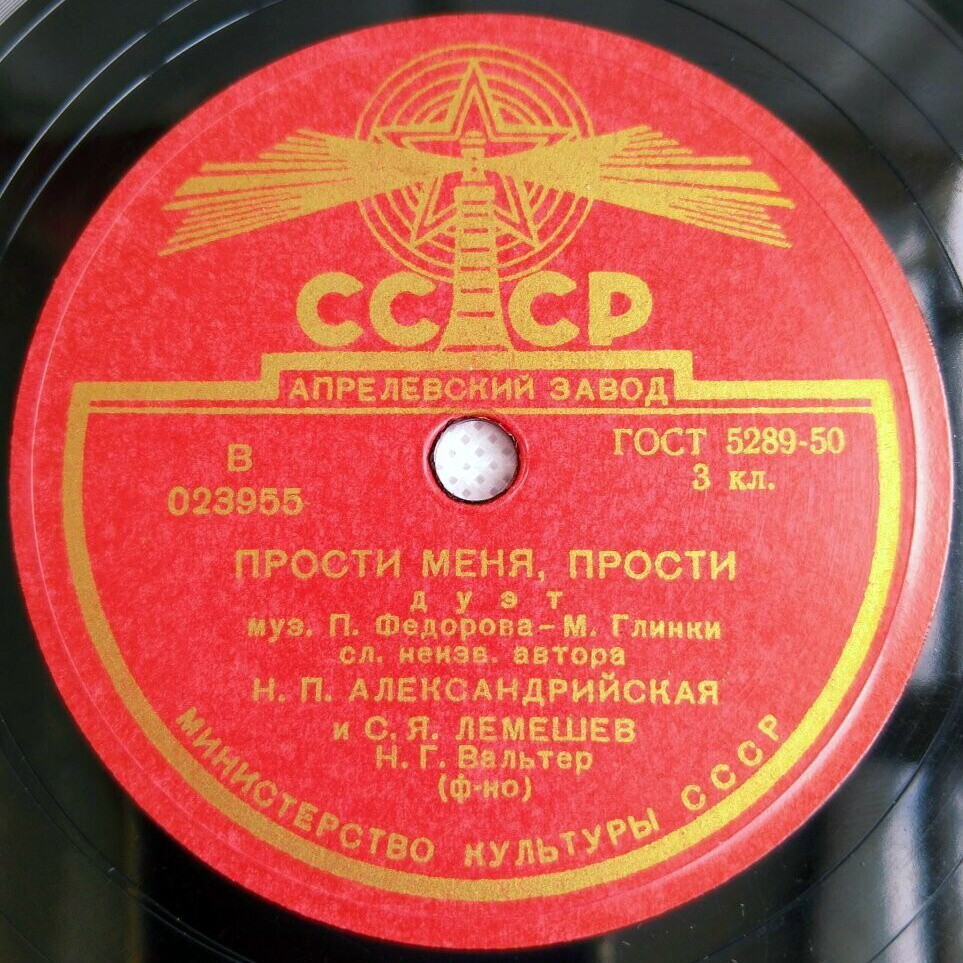 СССР
АПРЕЛЕВСКИЙ ЗАВОД
В
023955
ГОСТ 5289-50
3 кл.
ПРОСТИ МЕНЯ, ПРОСТИ
дуэт
муз. П. Федорова-М. Глинки
сл. неизв. автора
Н. П. АЛЕКСАНДРИЙСКАЯ
и С. Я. ЛЕМЕШЕВ
Н. Г. Вальтер
(ф-но)
МИНИСТЕРСТВО КУЛЬТУРЫ СССР